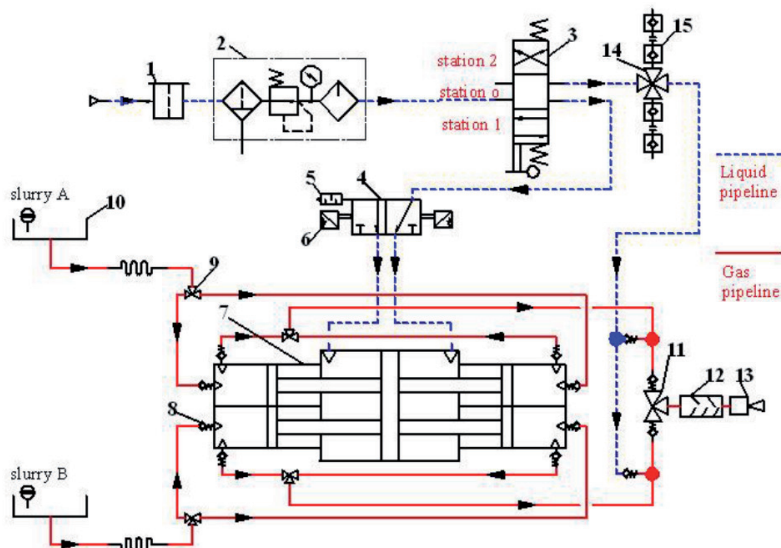 1
2
3
station 2
station o
station 1
14
15
5
4
6
Liquid
pipeline
Gas
pipeline
slurry A
10
9
7
8
11
12
13
slurry B